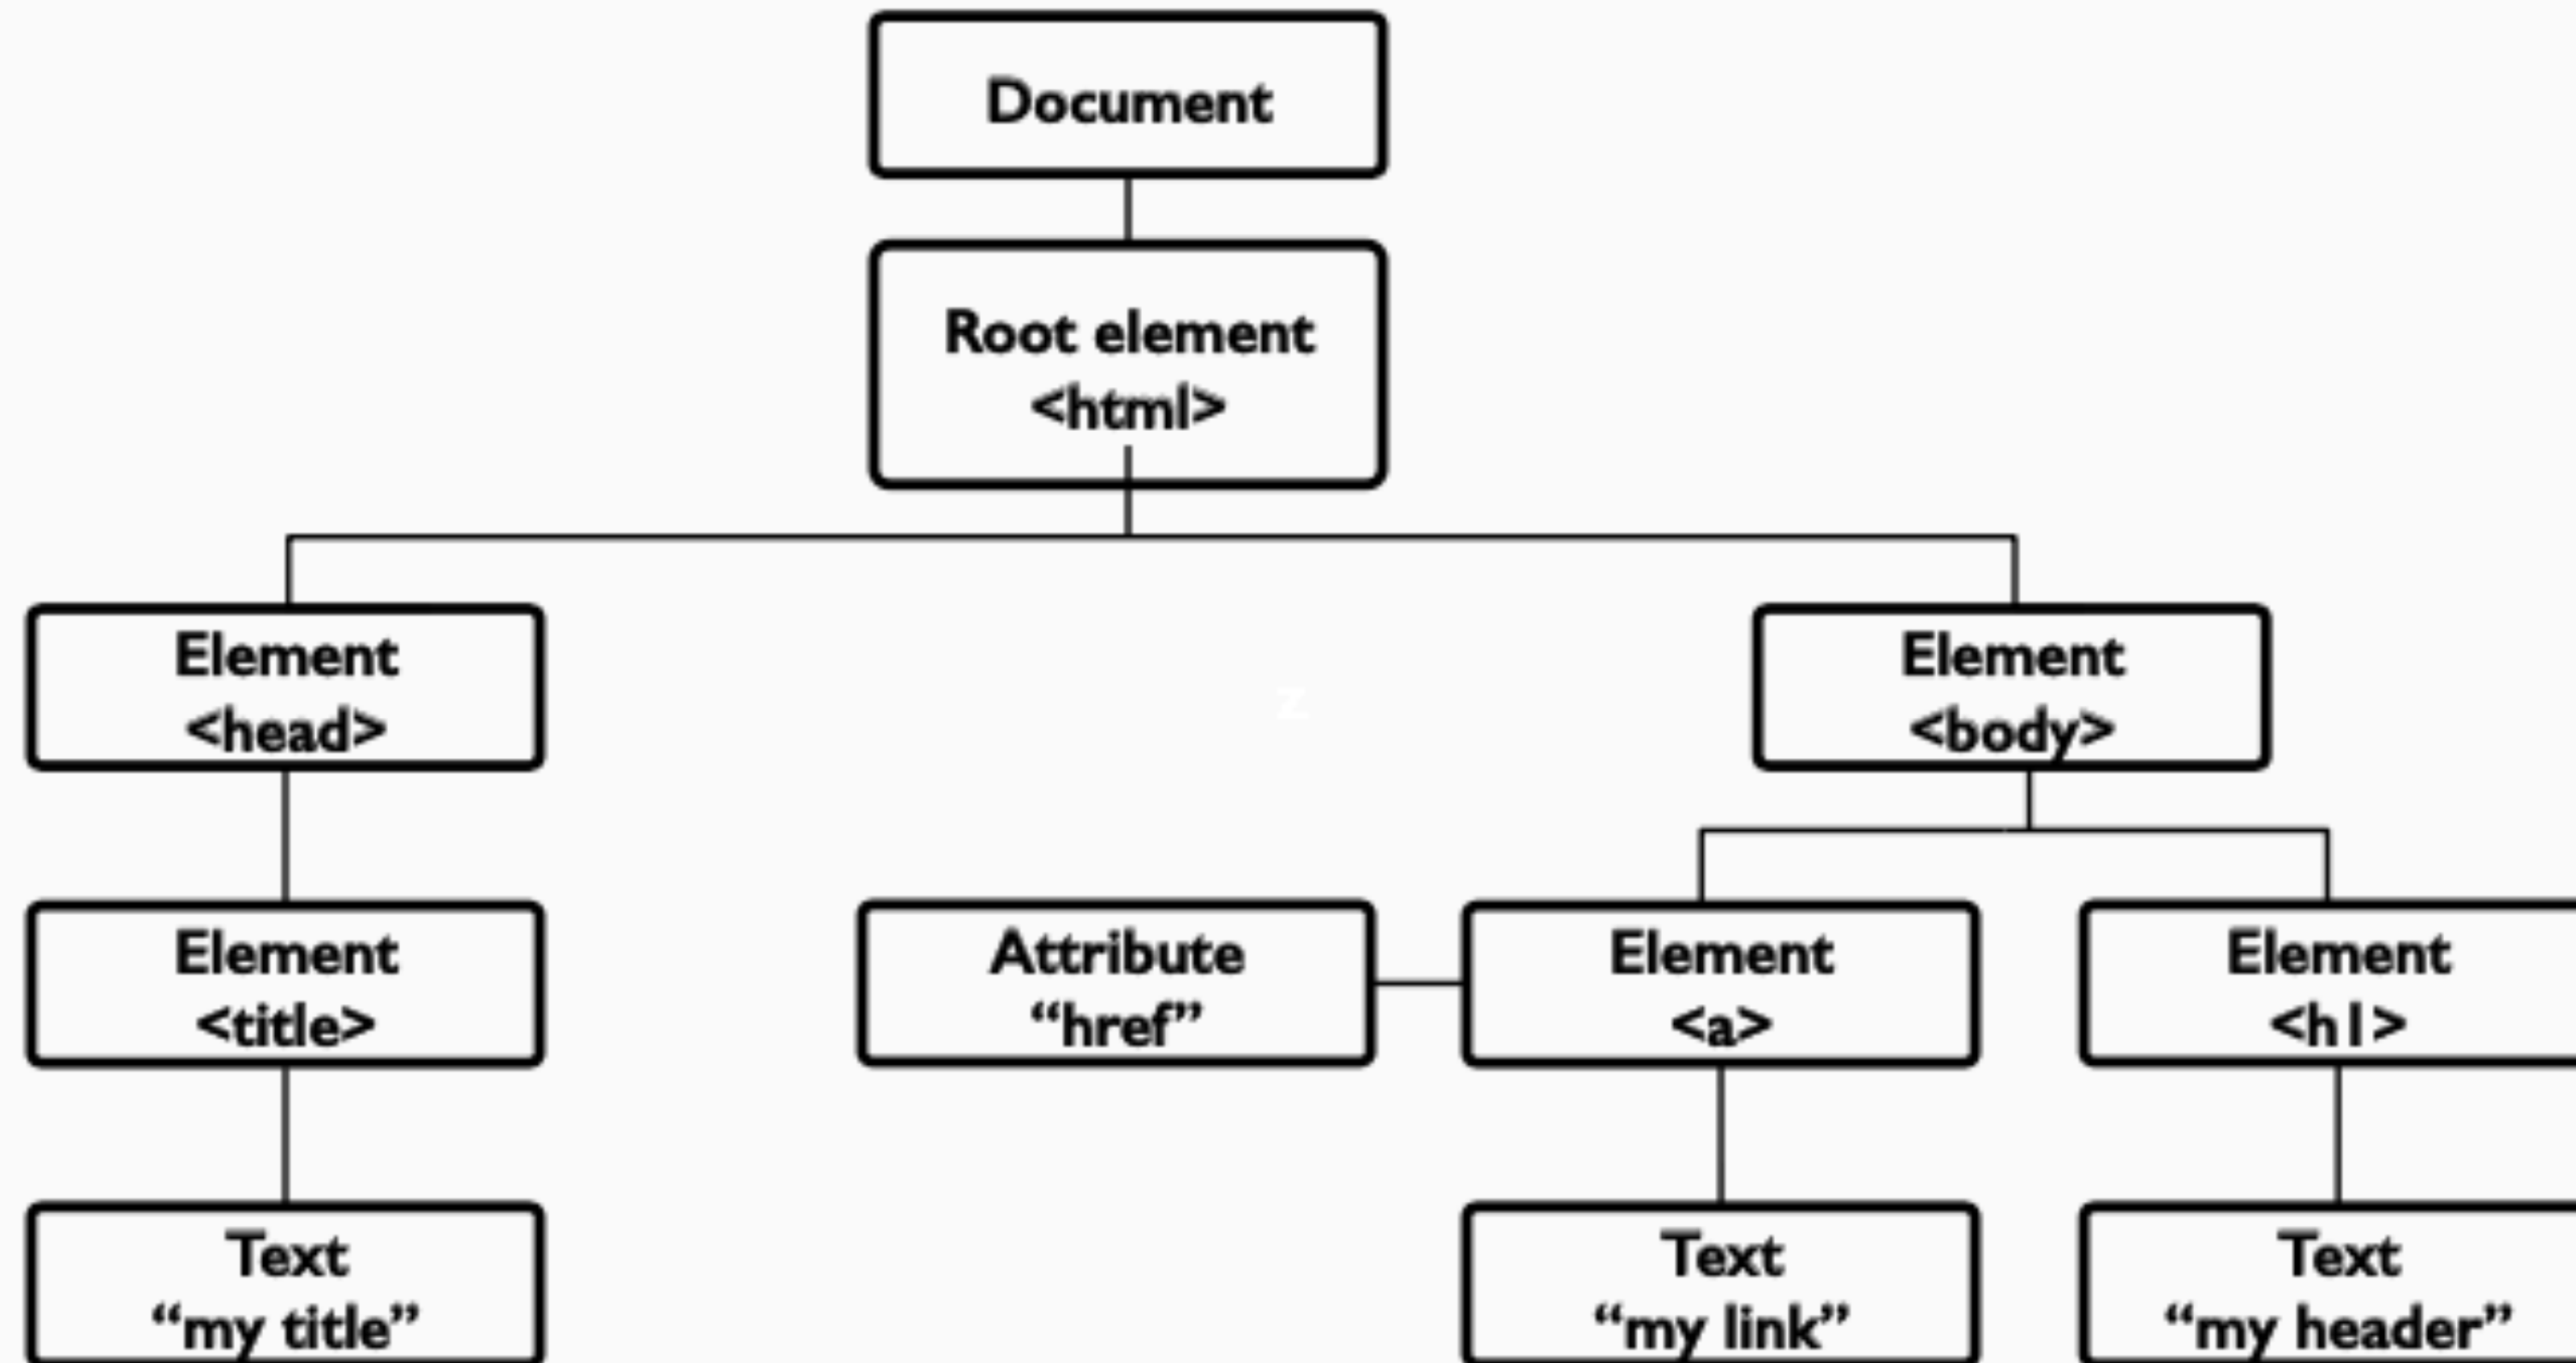 Document
Root element
<html>
Element
<head>
z
Element
<body>
Element
<title>
Attribute
“href”
Element
<a>
Element
<h1>
Text
“my title”
Text
“my link”
Text
“my header”